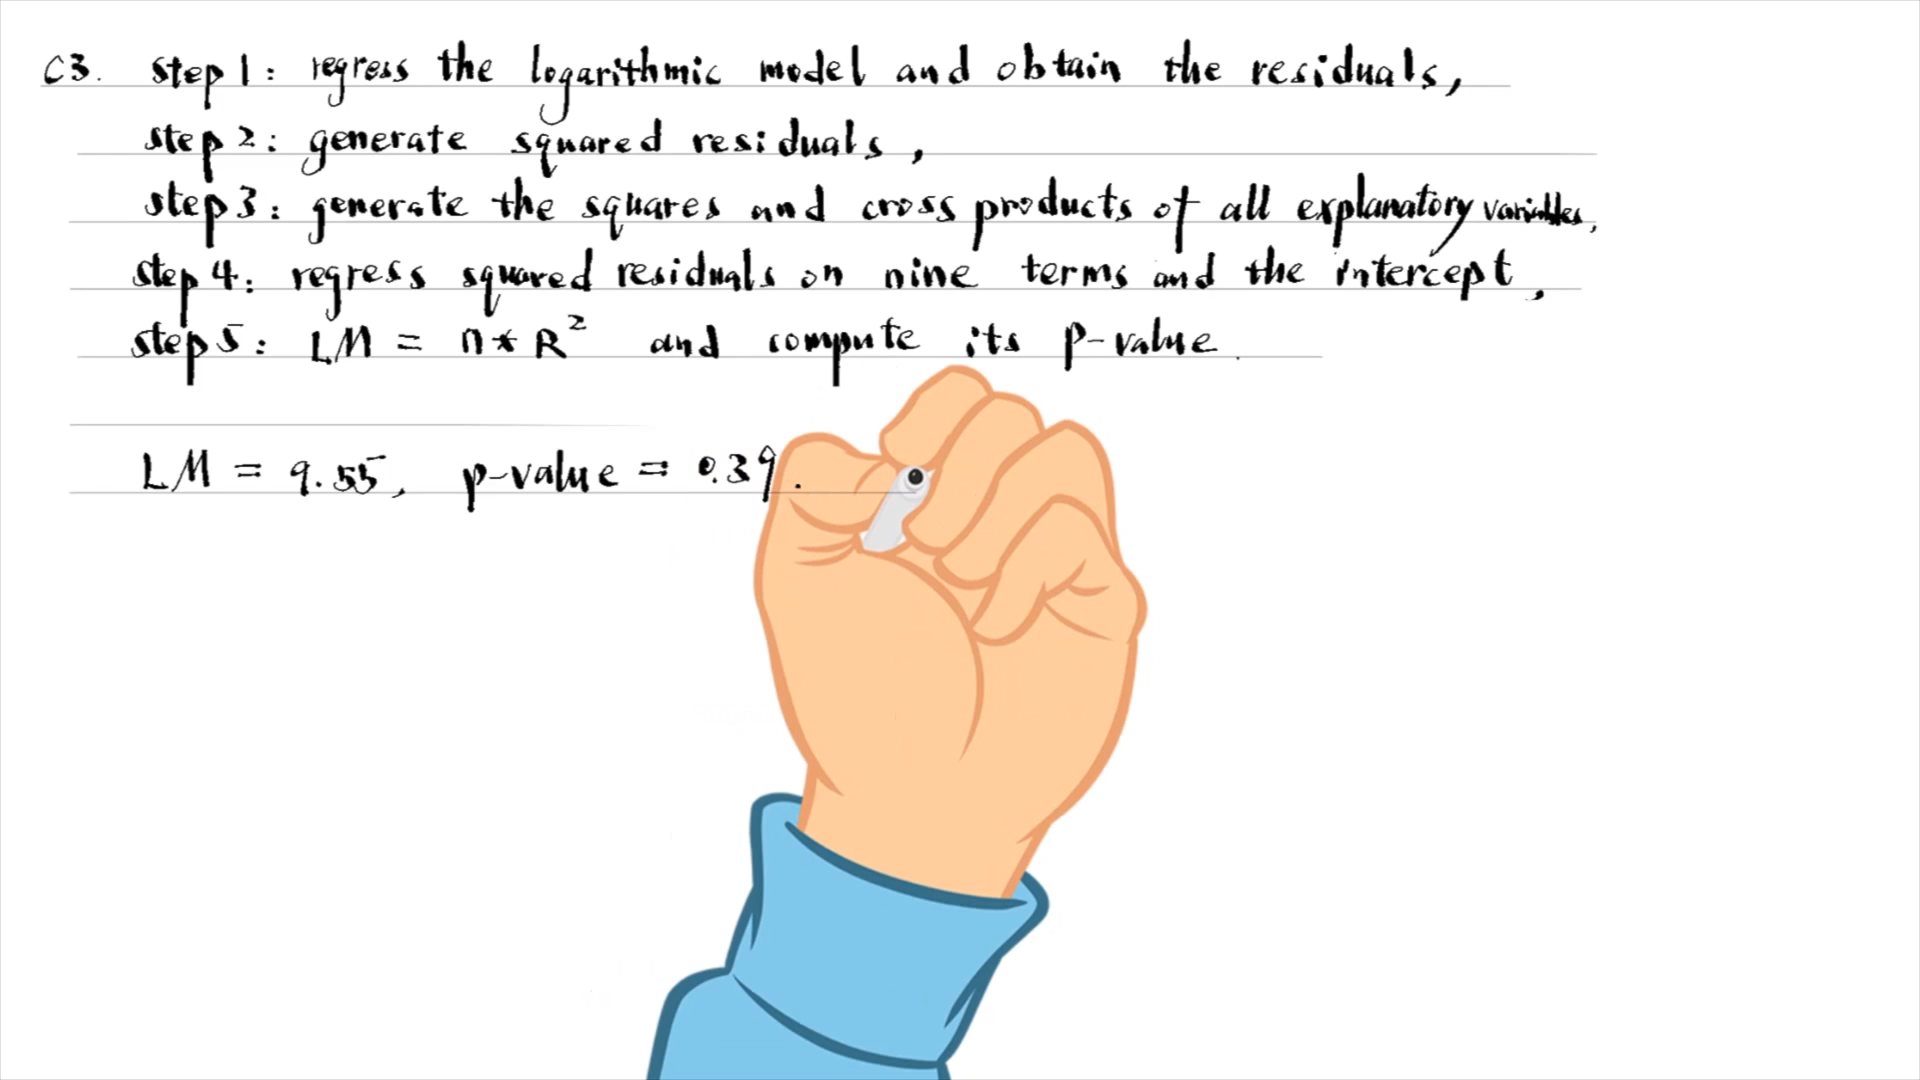 C3. step 1: regress the logarithmic model and obtain the residuals,
step 2: generate squared residuals,
step 3: generate the squares and cross products of all explanatory variables,
step 4: regress squared residuals on nine terms and the intercept,
step 5: LM = n* R² and compute its p-value.
LM = 9.55, p-value = 0.39.